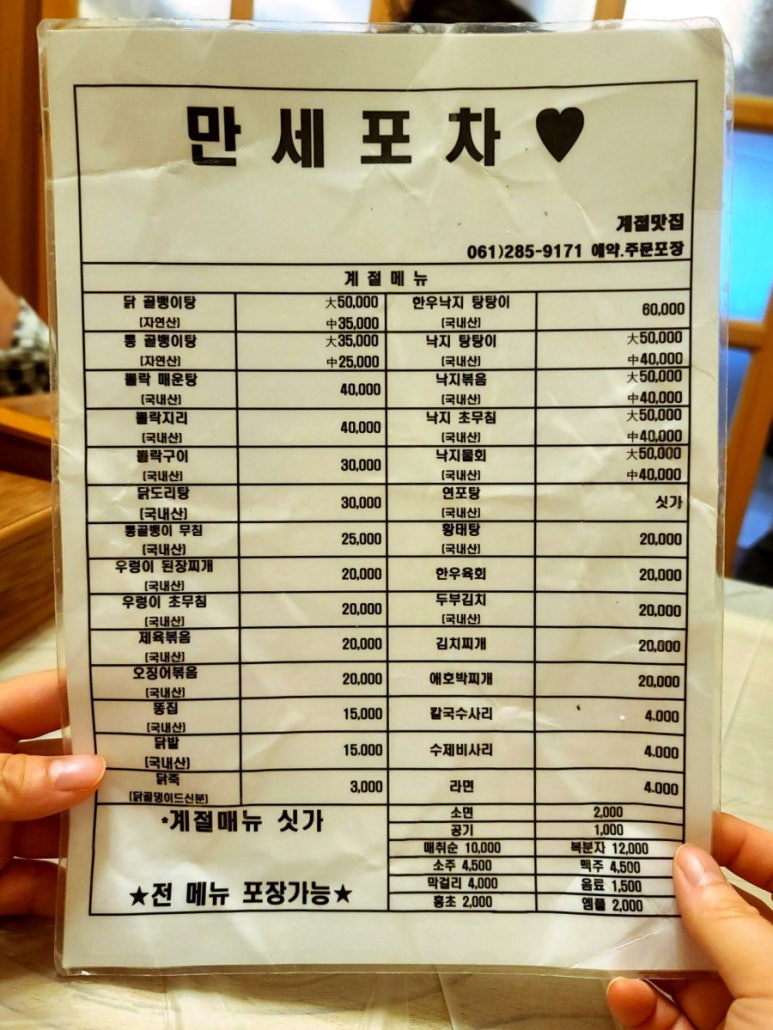 만세포차♥
계절맛집
061)285-9171 예약.주문포장
계절메뉴
닭 골뱅이탕 (자연산) 大50,000 中35,000 한우낙지 탕탕이 (국내산) 60,000
통 골뱅이탕 (자연산) 大35,000 中25,000 낙지 탕탕이 (국내산) 大50,000 中40,000
뽈락 매운탕 (국내산) 40,000 낙지볶음 (국내산) 大50,000 中40,000
뽈락지리 (국내산) 40,000 낙지 초무침 (국내산) 大50,000 中40,000
뽈락구이 (국내산) 30,000 낙지물회 (국내산) 大50,000 中40,000
닭도리탕 (국내산) 30,000 연포탕 (국내산) 싯가
통골뱅이 무침 (국내산) 25,000 황태탕 (국내산) 20,000
우렁이 된장찌개 (국내산) 20,000 한우육회 20,000
우렁이 초무침 (국내산) 20,000 두부김치 (국내산) 20,000
제육볶음 (국내산) 20,000 김치찌개 20,000
오징어볶음 (국내산) 20,000 애호박찌개 20,000
똥집 (국내산) 15,000 칼국수사리 4.000
닭발 (국내산) 15.000 수제비사리 4.000
닭죽 (닭골뱅이드신분) 3,000 라면 4.000
소면 2,000
공기 1,000
매취순 10,000 복분자 12,000
소주 4,500 맥주 4,500
막걸리 4,000 음료 1,500
홍초 2,000 엠플 2,000
*계절매뉴 싯가
★전 메뉴 포장가능★